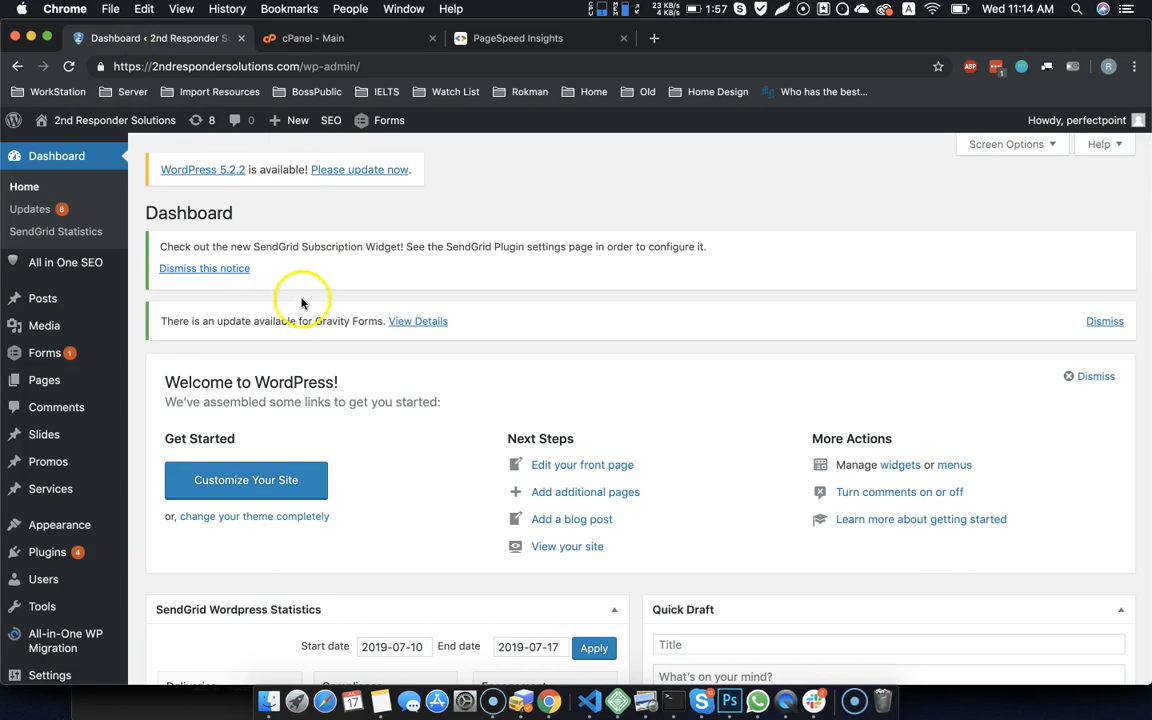 Chrome File Edit View History Bookmarks People Window Help 23 KB/s 4 KB/s 1:57 Wed 11:14 AM
Dashboard ‹ 2nd Responder S cPanel - Main PageSpeed Insights
https://2ndrespondersolutions.com/wp-admin/
WorkStation Server Import Resources BossPublic IELTS Watch List Rokman Home Old Home Design Who has the best...
2nd Responder Solutions 8 0 New SEO Forms Howdy, perfectpoint
Screen Options Help
Dashboard
Home
Updates 8
SendGrid Statistics
All in One SEO
Posts
Media
Forms 1
Pages
Comments
Slides
Promos
Services
Appearance
Plugins 4
Users
Tools
All-in-One WP
Migration
Settings
WordPress 5.2.2 is available! Please update now.
Dashboard
Check out the new SendGrid Subscription Widget! See the SendGrid Plugin settings page in order to configure it.
Dismiss this notice
There is an update available for Gravity Forms. View Details Dismiss
Welcome to WordPress! Dismiss
We've assembled some links to get you started:
Get Started
Customize Your Site
or, change your theme completely
Next Steps
Edit your front page
Add additional pages
Add a blog post
View your site
More Actions
Manage widgets or menus
Turn comments on or off
Learn more about getting started
SendGrid Wordpress Statistics
Start date 2019-07-10 End date 2019-07-17 Apply
Quick Draft
Title
What's on your mind?